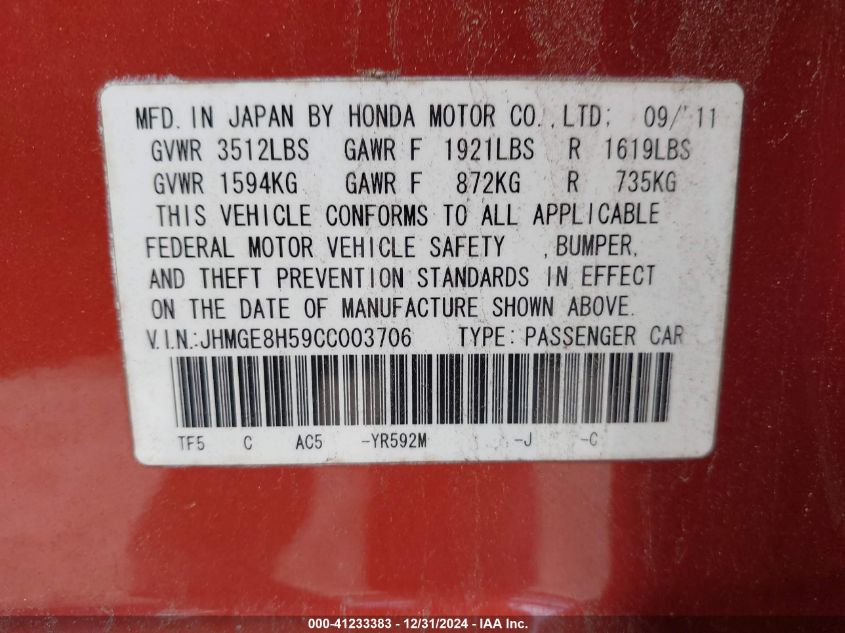 MFD. IN JAPAN BY HONDA MOTOR CO.,LTD; 09/'11
GVWR 3512LBS GAWR F 1921LBS R 1619LBS
GVWR 1594KG GAWR F 872KG R 735KG
THIS VEHICLE CONFORMS TO ALL APPLICABLE
FEDERAL MOTOR VEHICLE SAFETY ,BUMPER,
AND THEFT PREVENTION STANDARDS IN EFFECT
ON THE DATE OF MANUFACTURE SHOWN ABOVE.
V.I.N.:JHMGE8H59CC003706 TYPE: PASSENGER CAR
TF5 C AC5 -YR592M -J -C
000-41233383 - 12/31/2024 - IAA Inc.